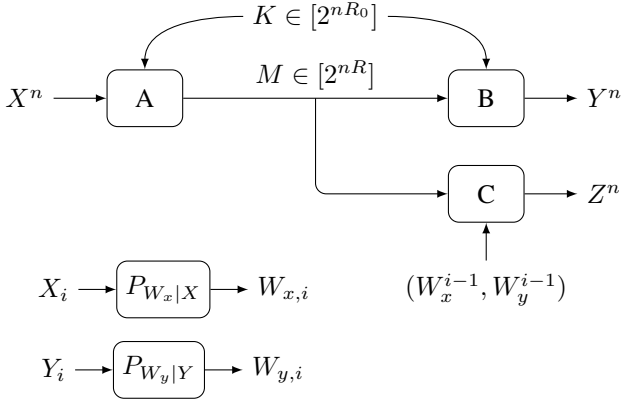 K ∈ [2^{nR_0}]
X^n A M ∈ [2^{nR}] B Y^n
C Z^n
(W_x^{i-1}, W_y^{i-1})
X_i P_{W_x|X} W_{x,i}
Y_i P_{W_y|Y} W_{y,i}